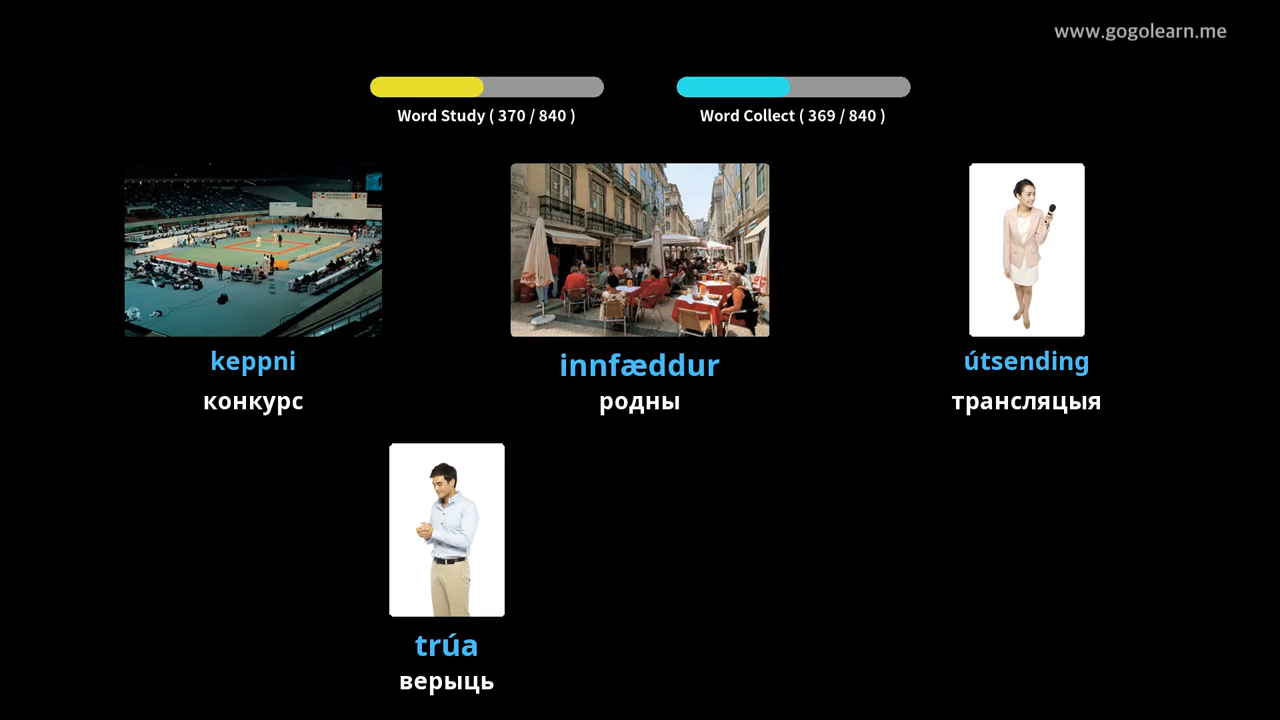 www.gogolearn.me
Word Study ( 370 / 840 )
Word Collect ( 369 / 840 )
keppni
конкурс
innfæddur
родны
útsending
трансляцыя
trúa
верыць